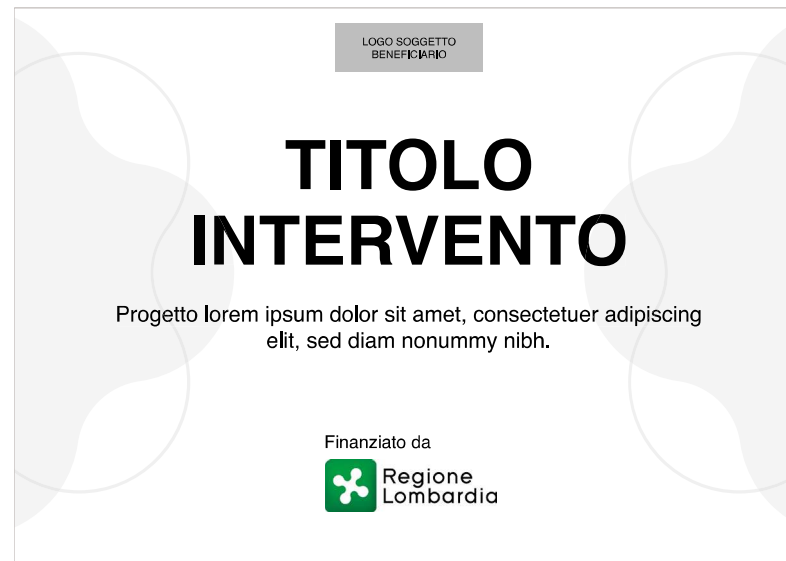 LOGO SOGGETTO
BENEFICIARIO
TITOLO
INTERVENTO
Progetto lorem ipsum dolor sit amet, consectetuer adipiscing
elit, sed diam nonummy nibh.
Finanziato da
Regione
Lombardia